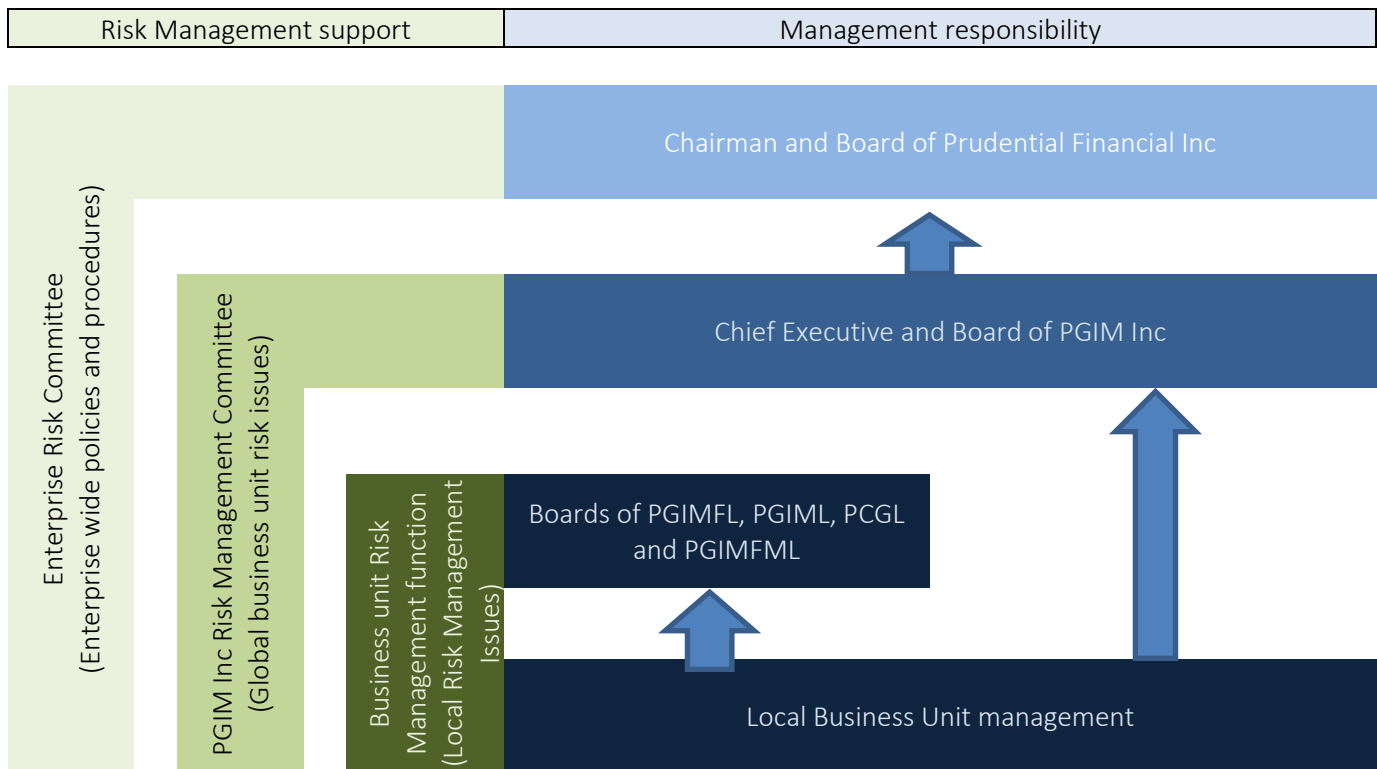 Risk Management support
Management responsibility
Chairman and Board of Prudential Financial Inc
Enterprise Risk Committee
(Enterprise wide policies and procedures)
Chief Executive and Board of PGIM Inc
PGIM Inc Risk Management Committee
(Global business unit risk issues)
Boards of PGIMFL, PGIML, PCGL
and PGIMFML
Business unit Risk
Management function
(Local Risk Management
Issues)
Local Business Unit management